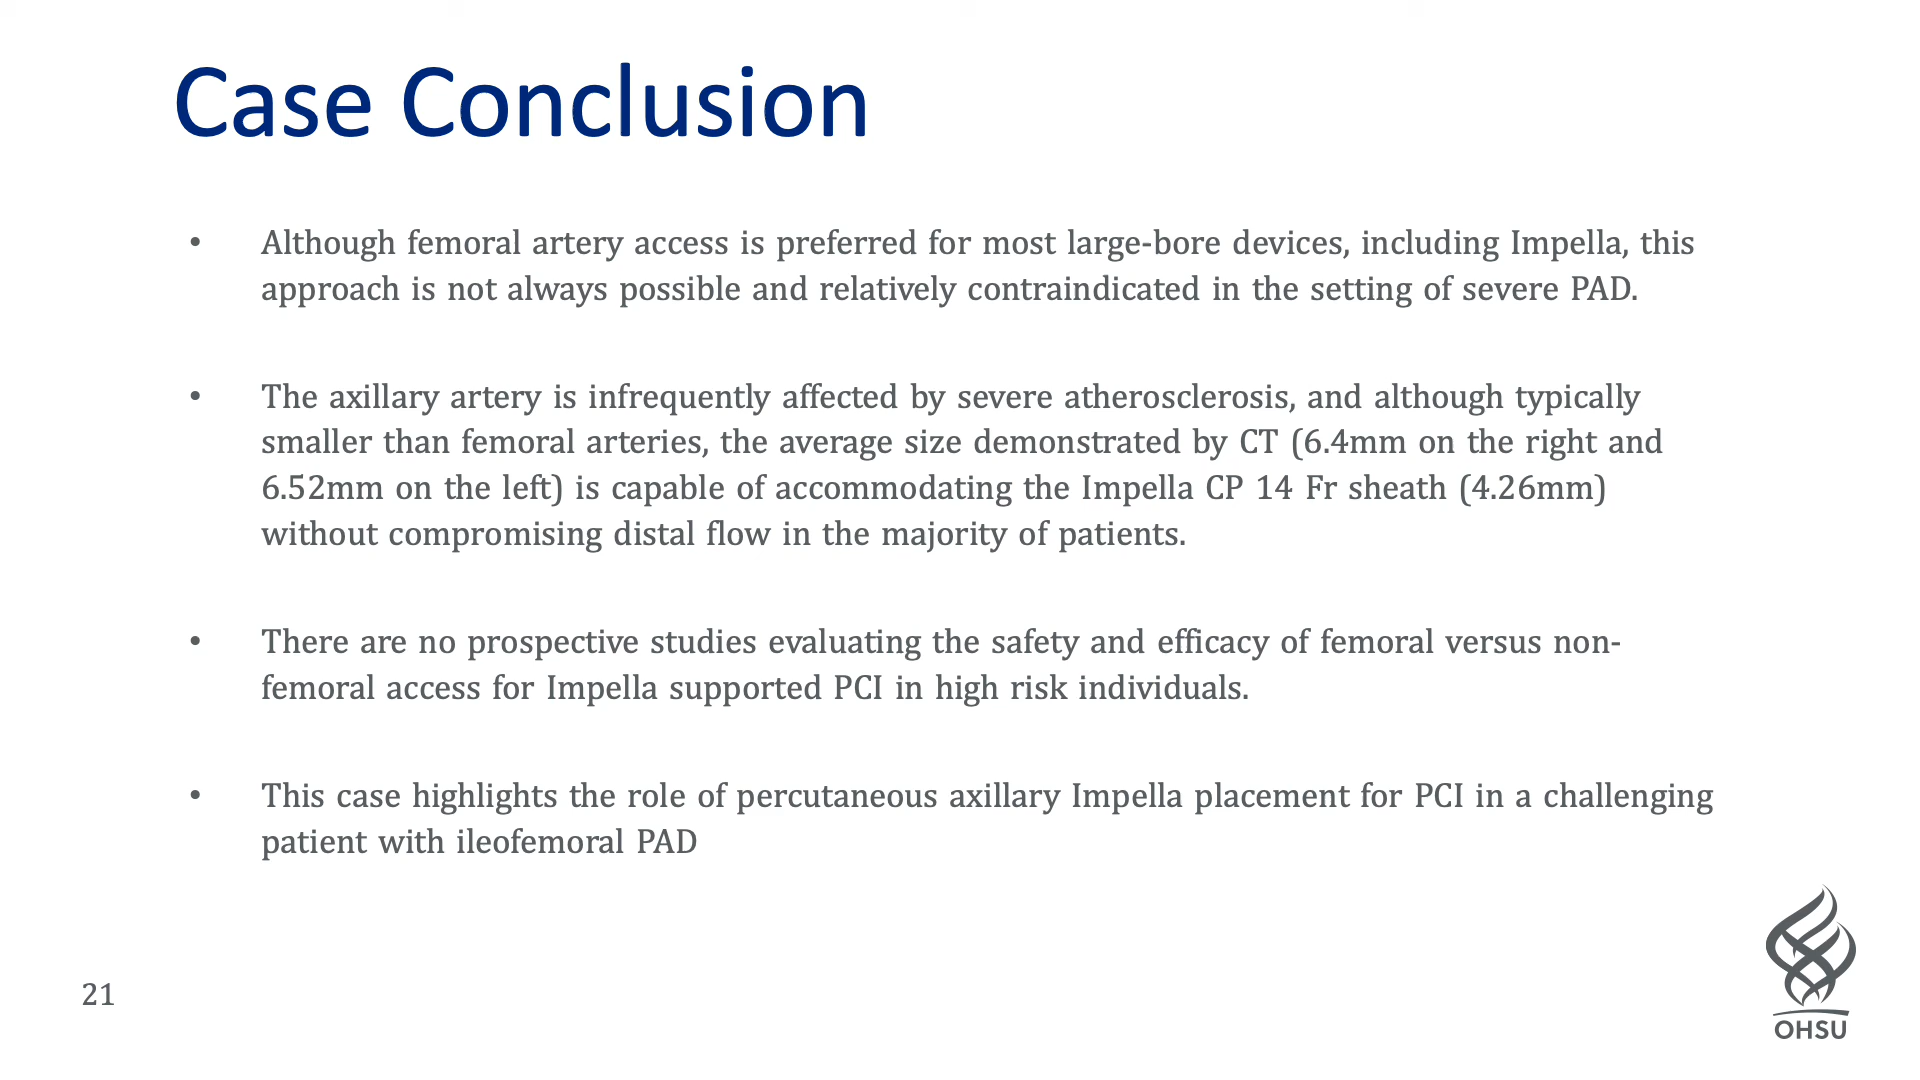 Case Conclusion
• Although femoral artery access is preferred for most large-bore devices, including Impella, this
approach is not always possible and relatively contraindicated in the setting of severe PAD.
• The axillary artery is infrequently affected by severe atherosclerosis, and although typically
smaller than femoral arteries, the average size demonstrated by CT (6.4mm on the right and
6.52mm on the left) is capable of accommodating the Impella CP 14 Fr sheath (4.26mm)
without compromising distal flow in the majority of patients.
• There are no prospective studies evaluating the safety and efficacy of femoral versus non-
femoral access for Impella supported PCI in high risk individuals.
• This case highlights the role of percutaneous axillary Impella placement for PCI in a challenging
patient with ileofemoral PAD
21
OHSU